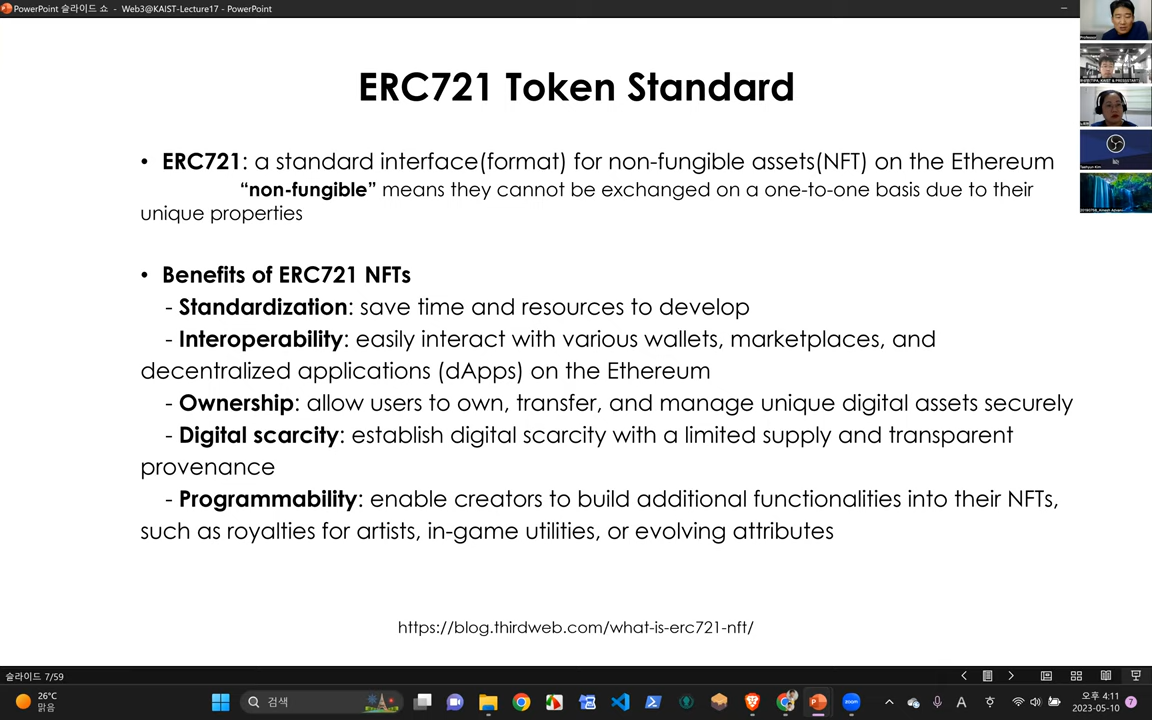 PowerPoint 슬라이드 쇼 - Web3@KAIST-Lecture17 - PowerPoint
Professor
ERC721 Token Standard
• ERC721: a standard interface(format) for non-fungible assets(NFT) on the Ethereum
“non-fungible” means they cannot be exchanged on a one-to-one basis due to their
unique properties
• Benefits of ERC721 NFTs
- Standardization: save time and resources to develop
- Interoperability: easily interact with various wallets, marketplaces, and
decentralized applications (dApps) on the Ethereum
- Ownership: allow users to own, transfer, and manage unique digital assets securely
- Digital scarcity: establish digital scarcity with a limited supply and transparent
provenance
- Programmability: enable creators to build additional functionalities into their NFTs,
such as royalties for artists, in-game utilities, or evolving attributes
https://blog.thirdweb.com/what-is-erc721-nft/
슬라이드 7/59
26°C
맑음
검색
zoom
A
오후 4:11
2023-05-10
7